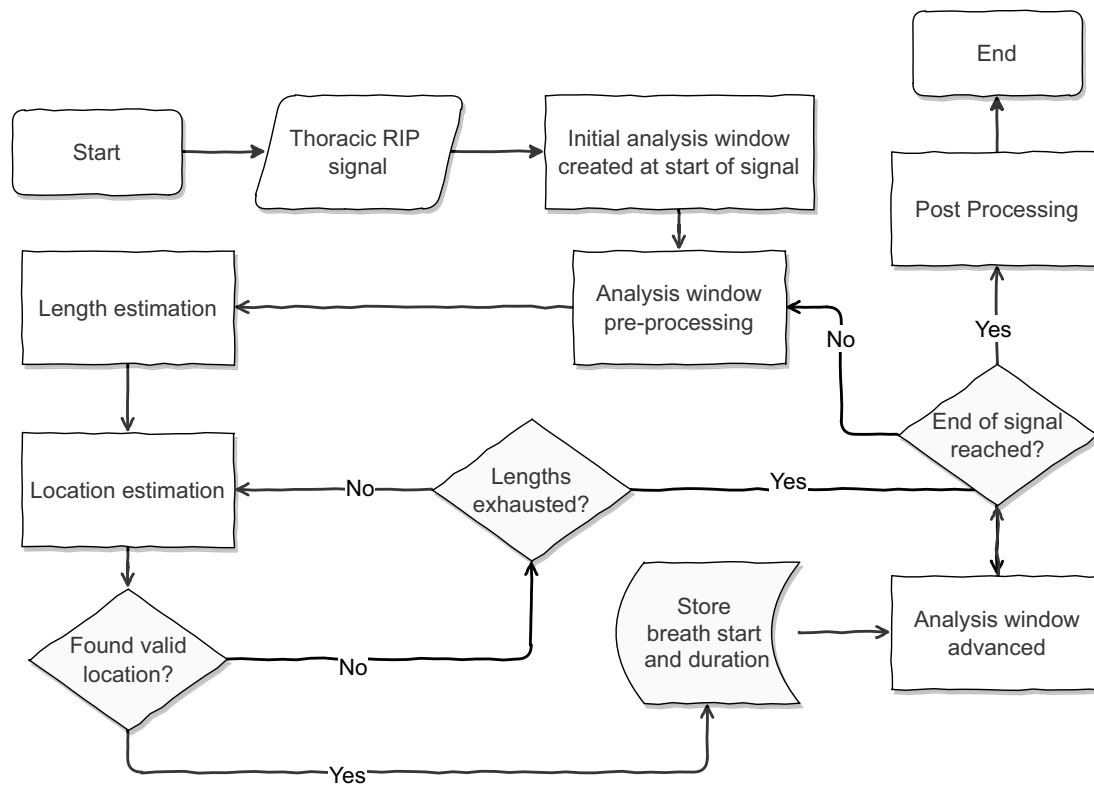 End
Start
Thoracic RIP
signal
Initial analysis window
created at start of signal
Post Processing
Length estimation
Analysis window
pre-processing
No
Yes
End of signal
reached?
Location estimation
No
Lengths
exhausted?
Yes
Found valid
location?
No
Store
breath start
and duration
Analysis window
advanced
Yes